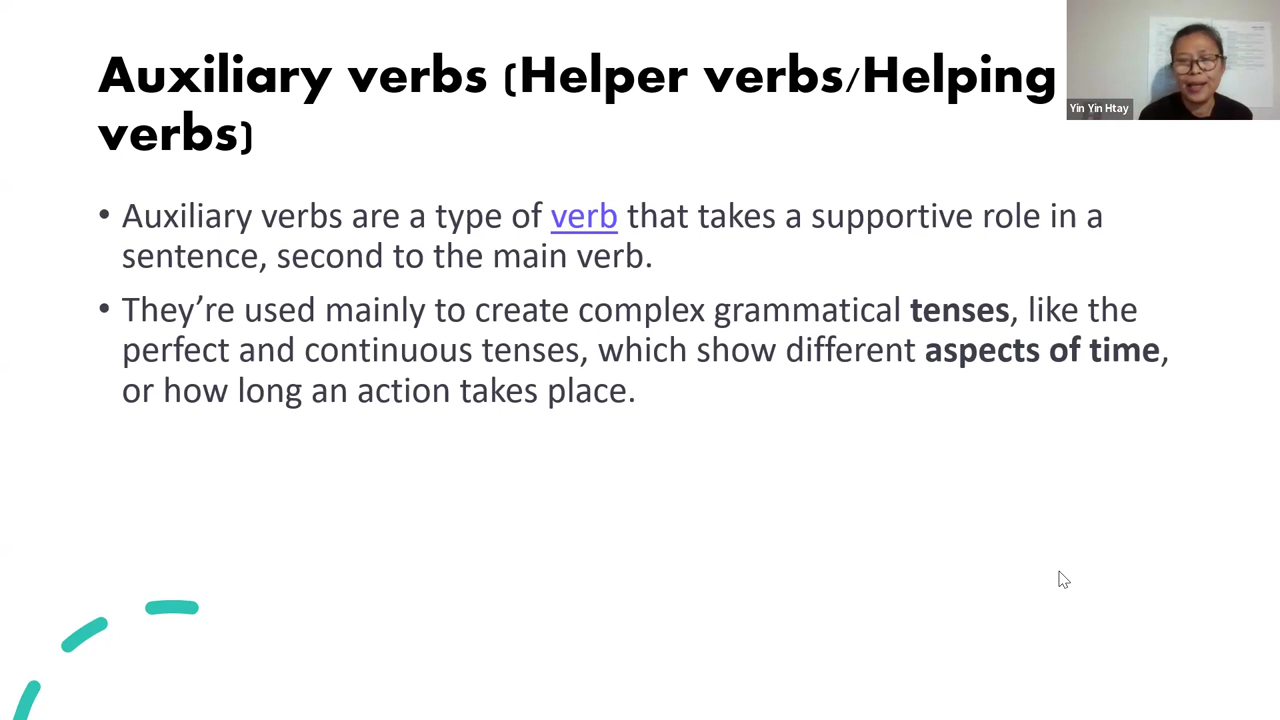 Auxiliary verbs (Helper verbs/Helping
verbs)
• Auxiliary verbs are a type of verb that takes a supportive role in a
sentence, second to the main verb.
• They’re used mainly to create complex grammatical tenses, like the
perfect and continuous tenses, which show different aspects of time,
or how long an action takes place.
Yin Yin Htay